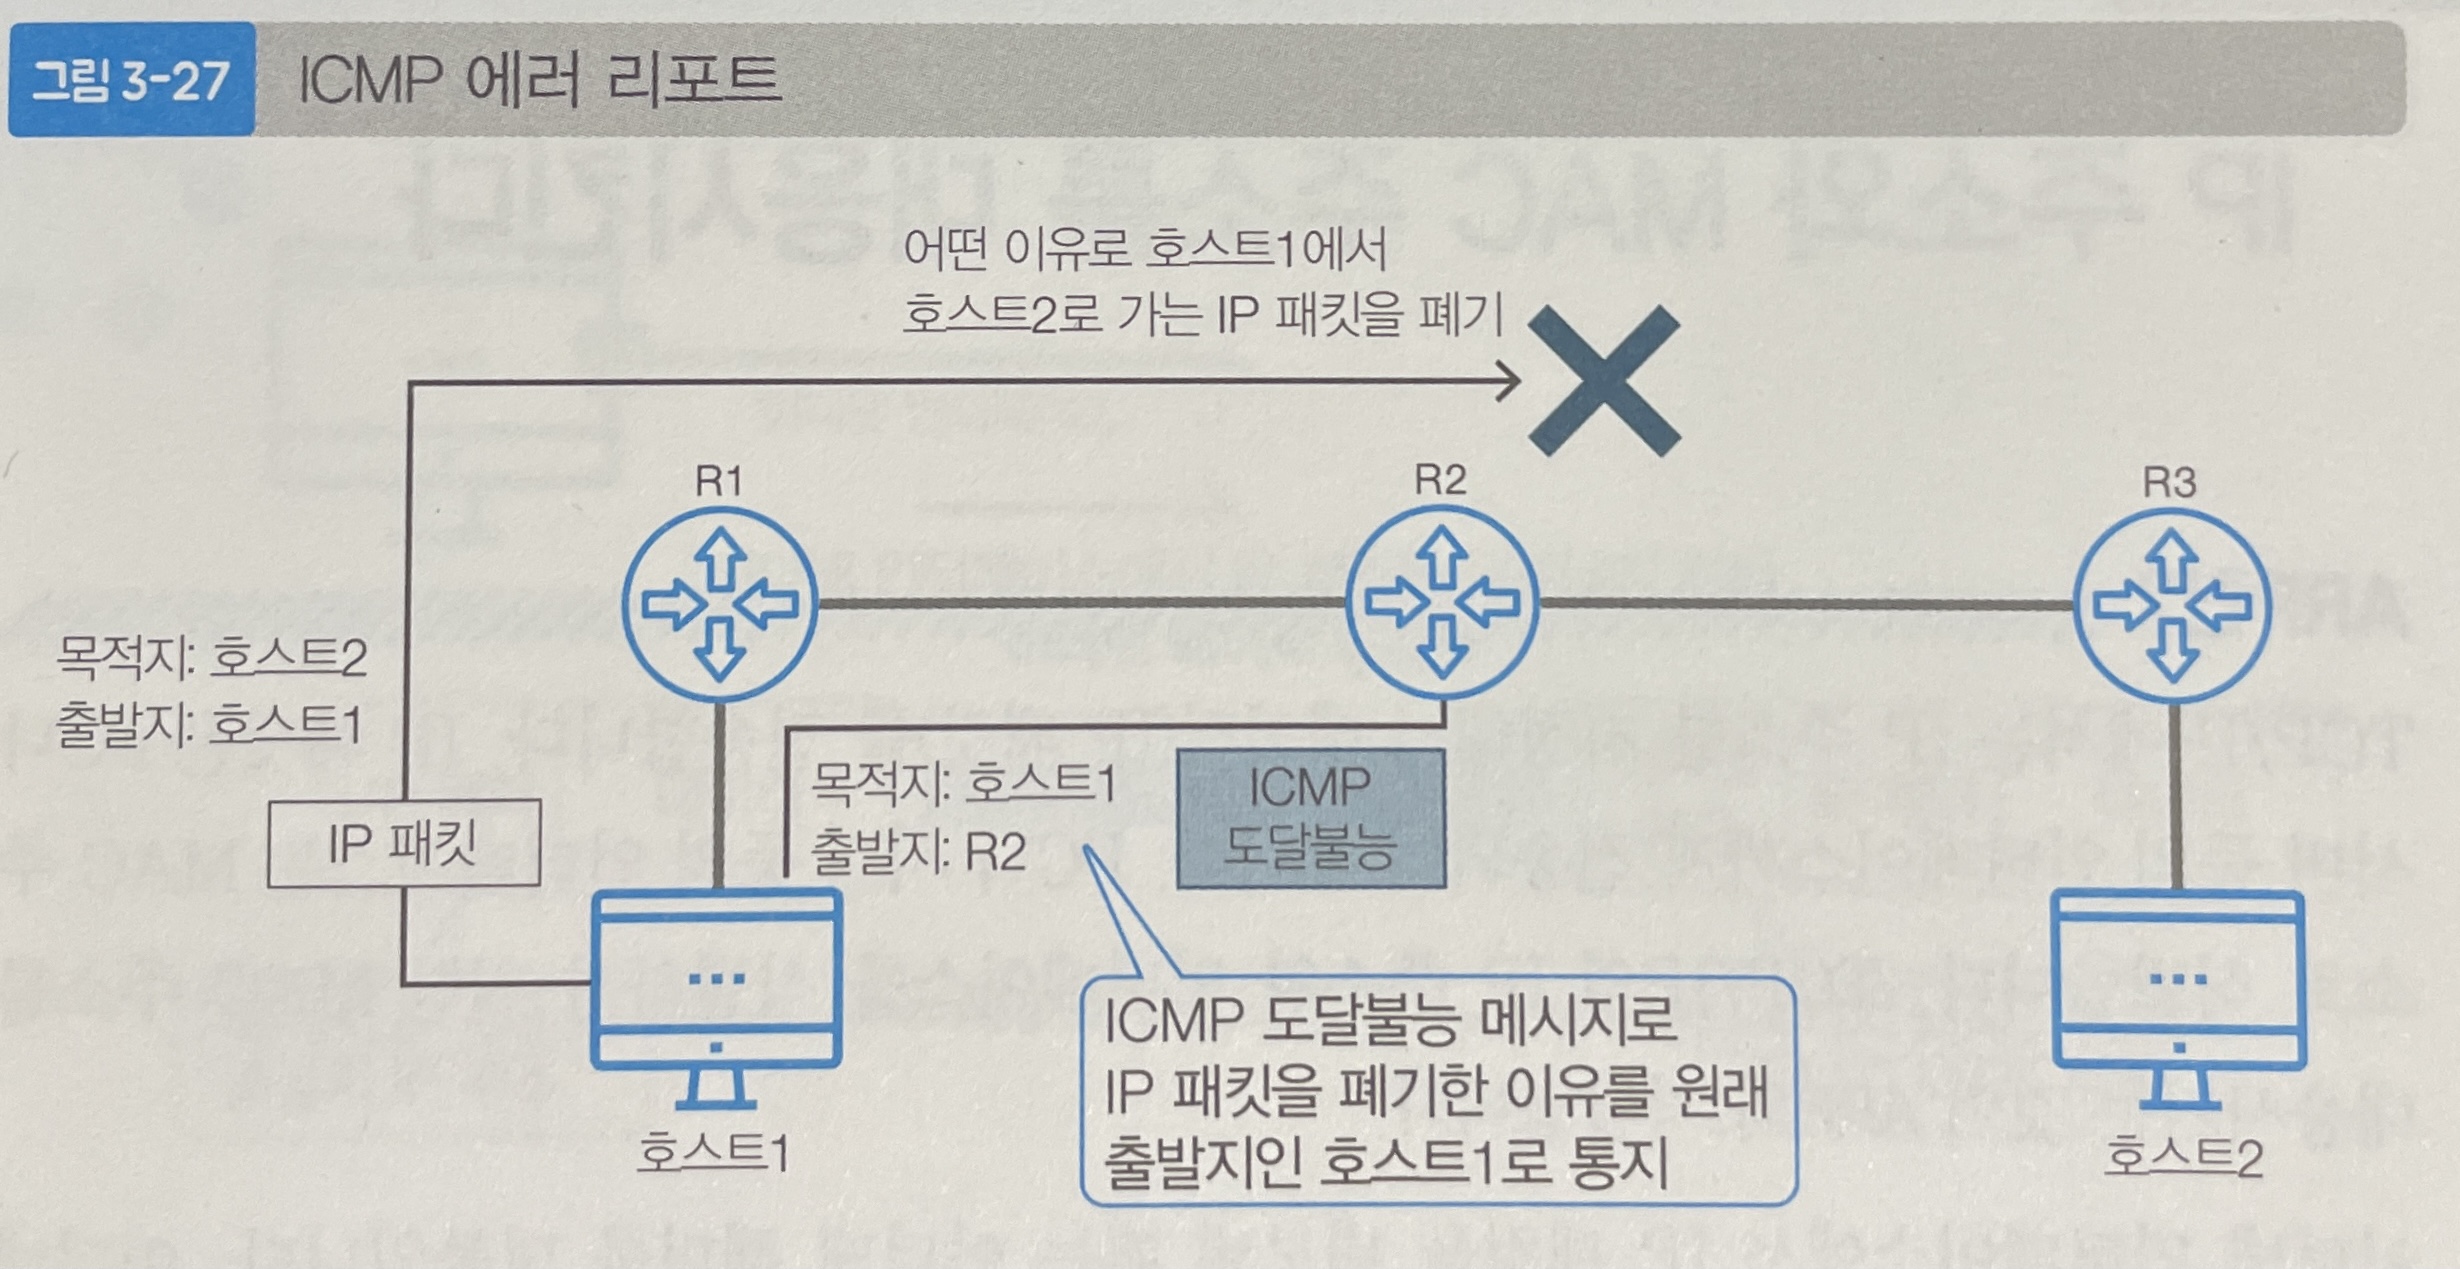 그림 3-27 ICMP 에러 리포트
어떤 이유로 호스트1에서
호스트2로 가는 IP 패킷을 폐기
R1
R2
R3
목적지: 호스트2
출발지: 호스트1
IP 패킷
목적지: 호스트1
출발지: R2
ICMP
도달불능
ICMP 도달불능 메시지로
IP 패킷을 폐기한 이유를 원래
출발지인 호스트1로 통지
호스트1
호스트2